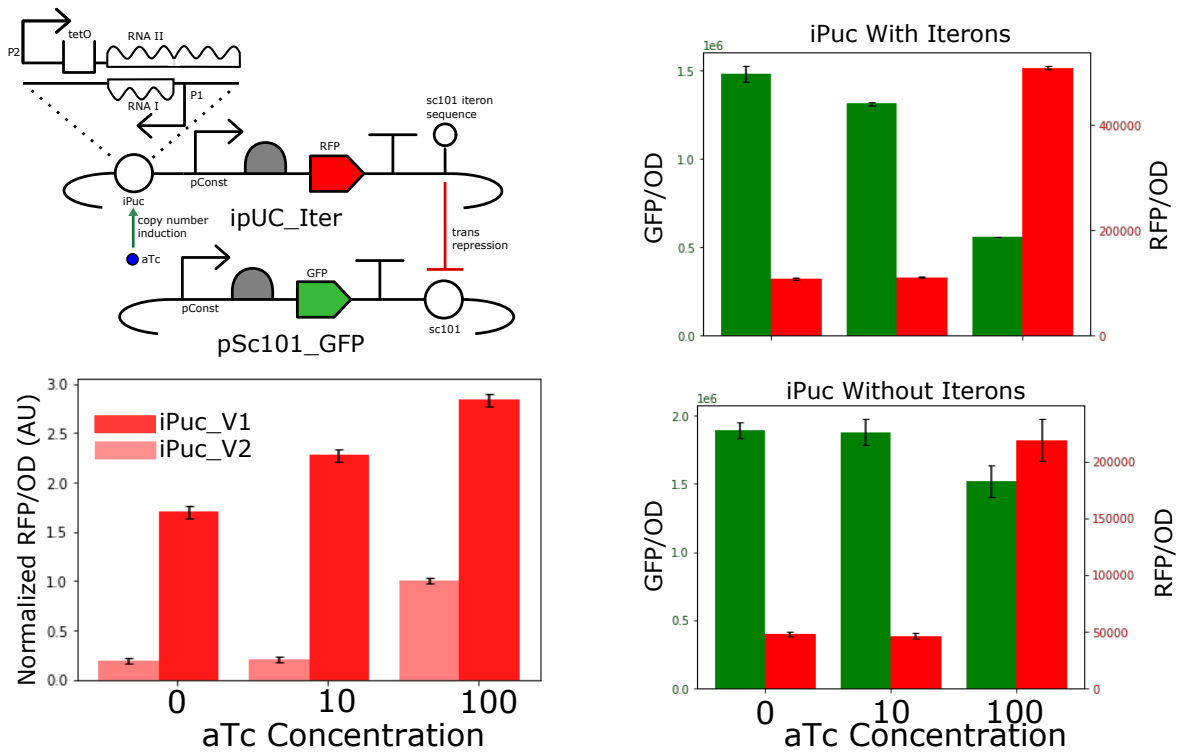 P2
tetO
RNA II
RNA I
P1
sc101 iteron
sequence
RFP
pConst
iPuc
ipUC_Iter
copy number
induction
trans
repression
aTc
GFP
pConst
sc101
pSc101_GFP
iPuc With Iterons
1e6
1.5
1.0
0.5
0.0
GFP/OD
400000
200000
0
RFP/OD
3.0
2.5
2.0
1.5
1.0
0.5
0.0
Normalized RFP/OD (AU)
iPuc_V1
iPuc_V2
0
10
100
aTc Concentration
iPuc Without Iterons
1e6
2.0
1.5
1.0
0.5
0.0
GFP/OD
200000
150000
100000
50000
0
RFP/OD
0
10
100
aTc Concentration